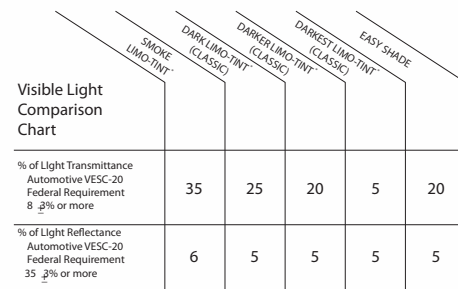 SMOKE
LIMO-TINT"
DARK LIMO-TINT"
(CLASSIC)
DARKER LIMO-TINT"
(CLASSIC)
DARKEST LIMO-TINT"
(CLASSIC)
EASY SHADE
Visible Light
Comparison
Chart
% of LIght Transmittance
Automotive VESC-20
Federal Requirement
8 ±3% or more
35 25 20 5 20
% of LIght Reflectance
Automotive VESC-20
Federal Requirement
35 ±3% or more
6 5 5 5 5